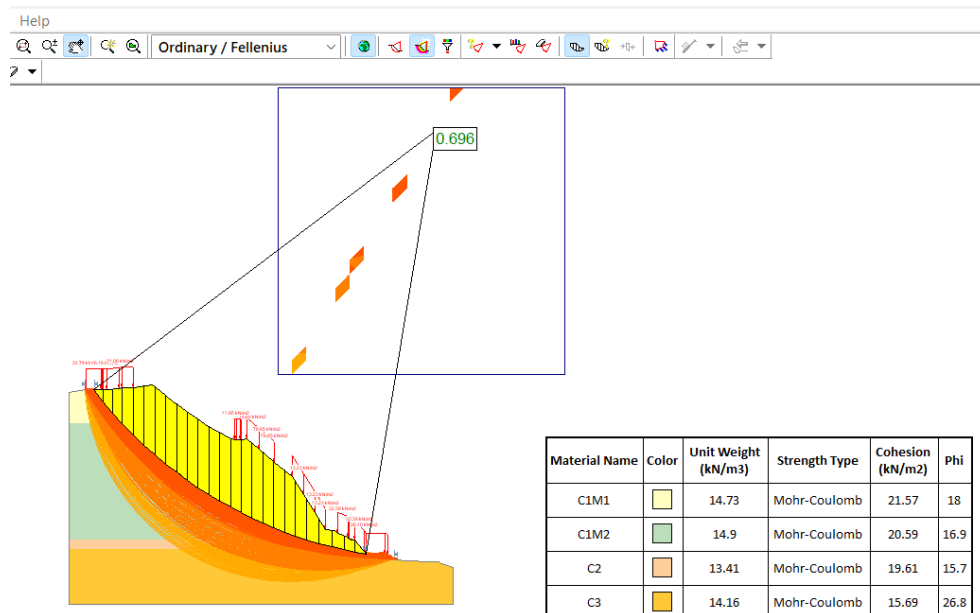 Help
Ordinary / Fellenius
0.696
Material Name Color Unit Weight (kN/m3) Strength Type Cohesion (kN/m2) Phi
C1M1 14.73 Mohr-Coulomb 21.57 18
C1M2 14.9 Mohr-Coulomb 20.59 16.9
C2 13.41 Mohr-Coulomb 19.61 15.7
C3 14.16 Mohr-Coulomb 15.69 26.8